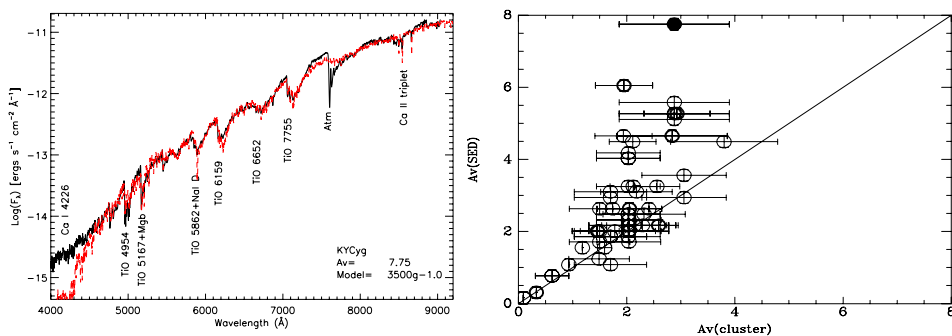 -11
-12
-13
-14
-15
Log(Fλ) [ergs s⁻¹ cm⁻² Å⁻¹]
Ca I 4226
TiO 4954
TiO 5167+Mgb
TiO 5862+NaI D
TiO 6159
TiO 6652
TiO 7755
Atm
Ca II triplet
KYCyg
Av= 7.75
Model= 3500g-1.0
4000 5000 6000 7000 8000 9000
Wavelength (Å)
8
6
4
2
0
Av(SED)
0 2 4 6 8
Av(cluster)